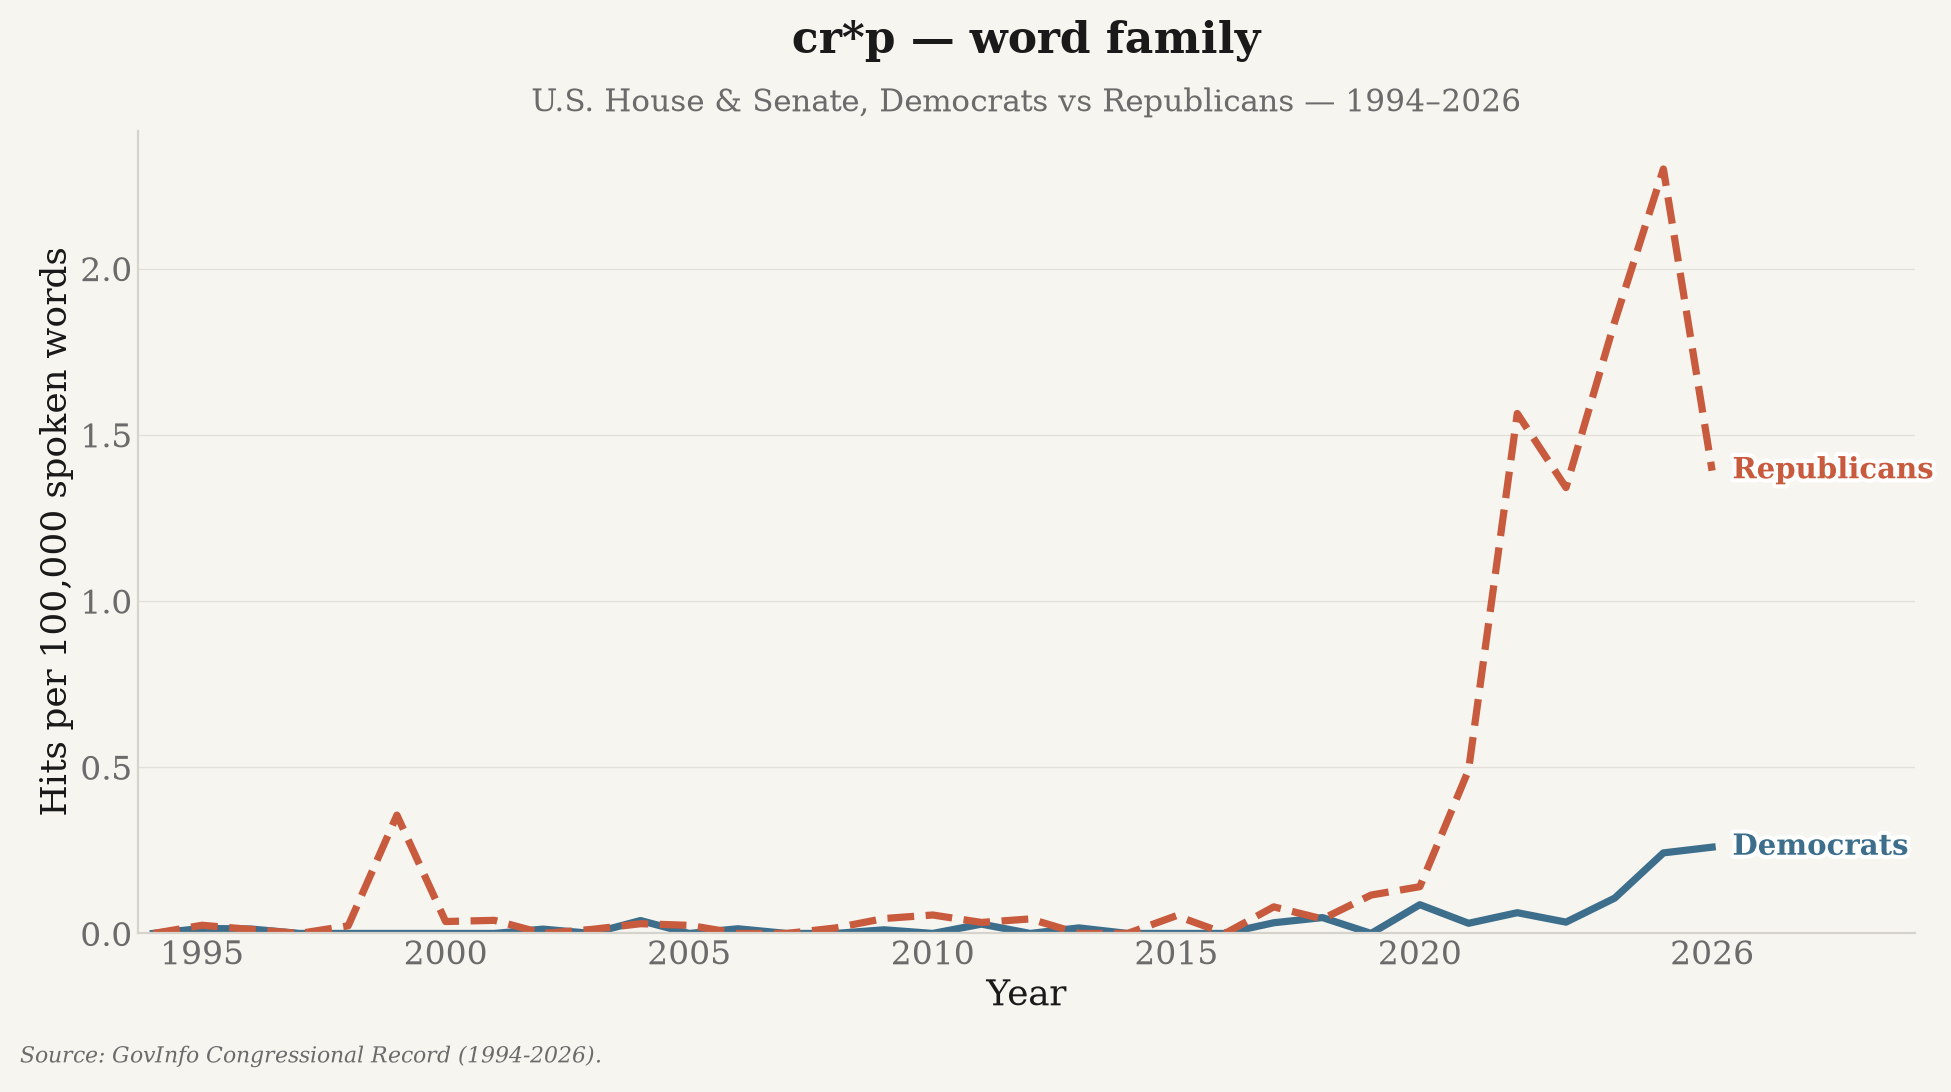 cr*p — word family
U.S. House & Senate, Democrats vs Republicans — 1994–2026
Hits per 100,000 spoken words
2.0
1.5
1.0
0.5
0.0
Republicans
Democrats
1995 2000 2005 2010 2015 2020 2026
Year
Source: GovInfo Congressional Record (1994-2026).